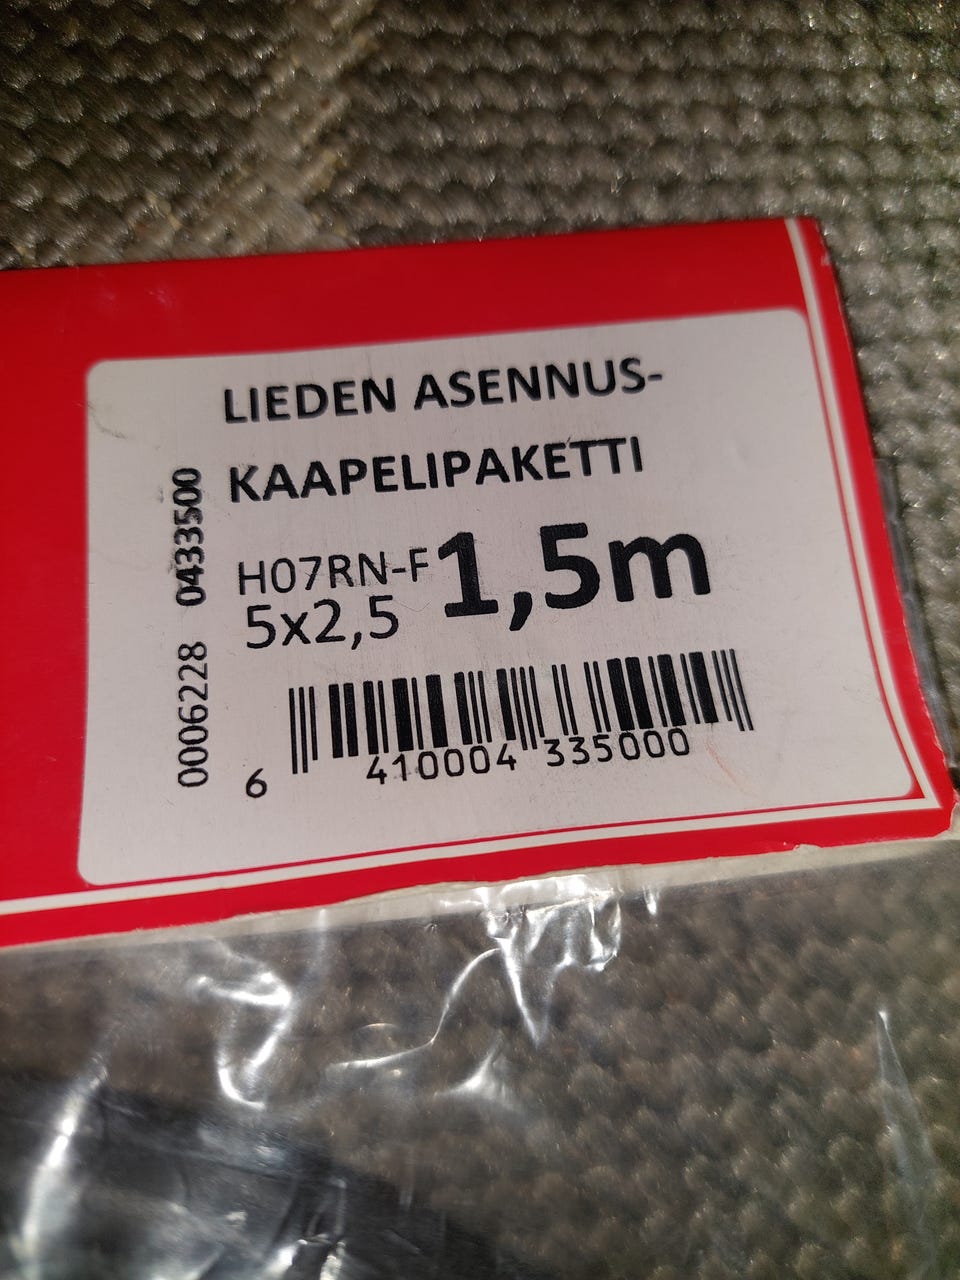 LIEDEN ASENNUS-
KAAPELIPAKETTI
H07RN-F
5x2,5
1,5m
0006228 0433500
6 410004 335000